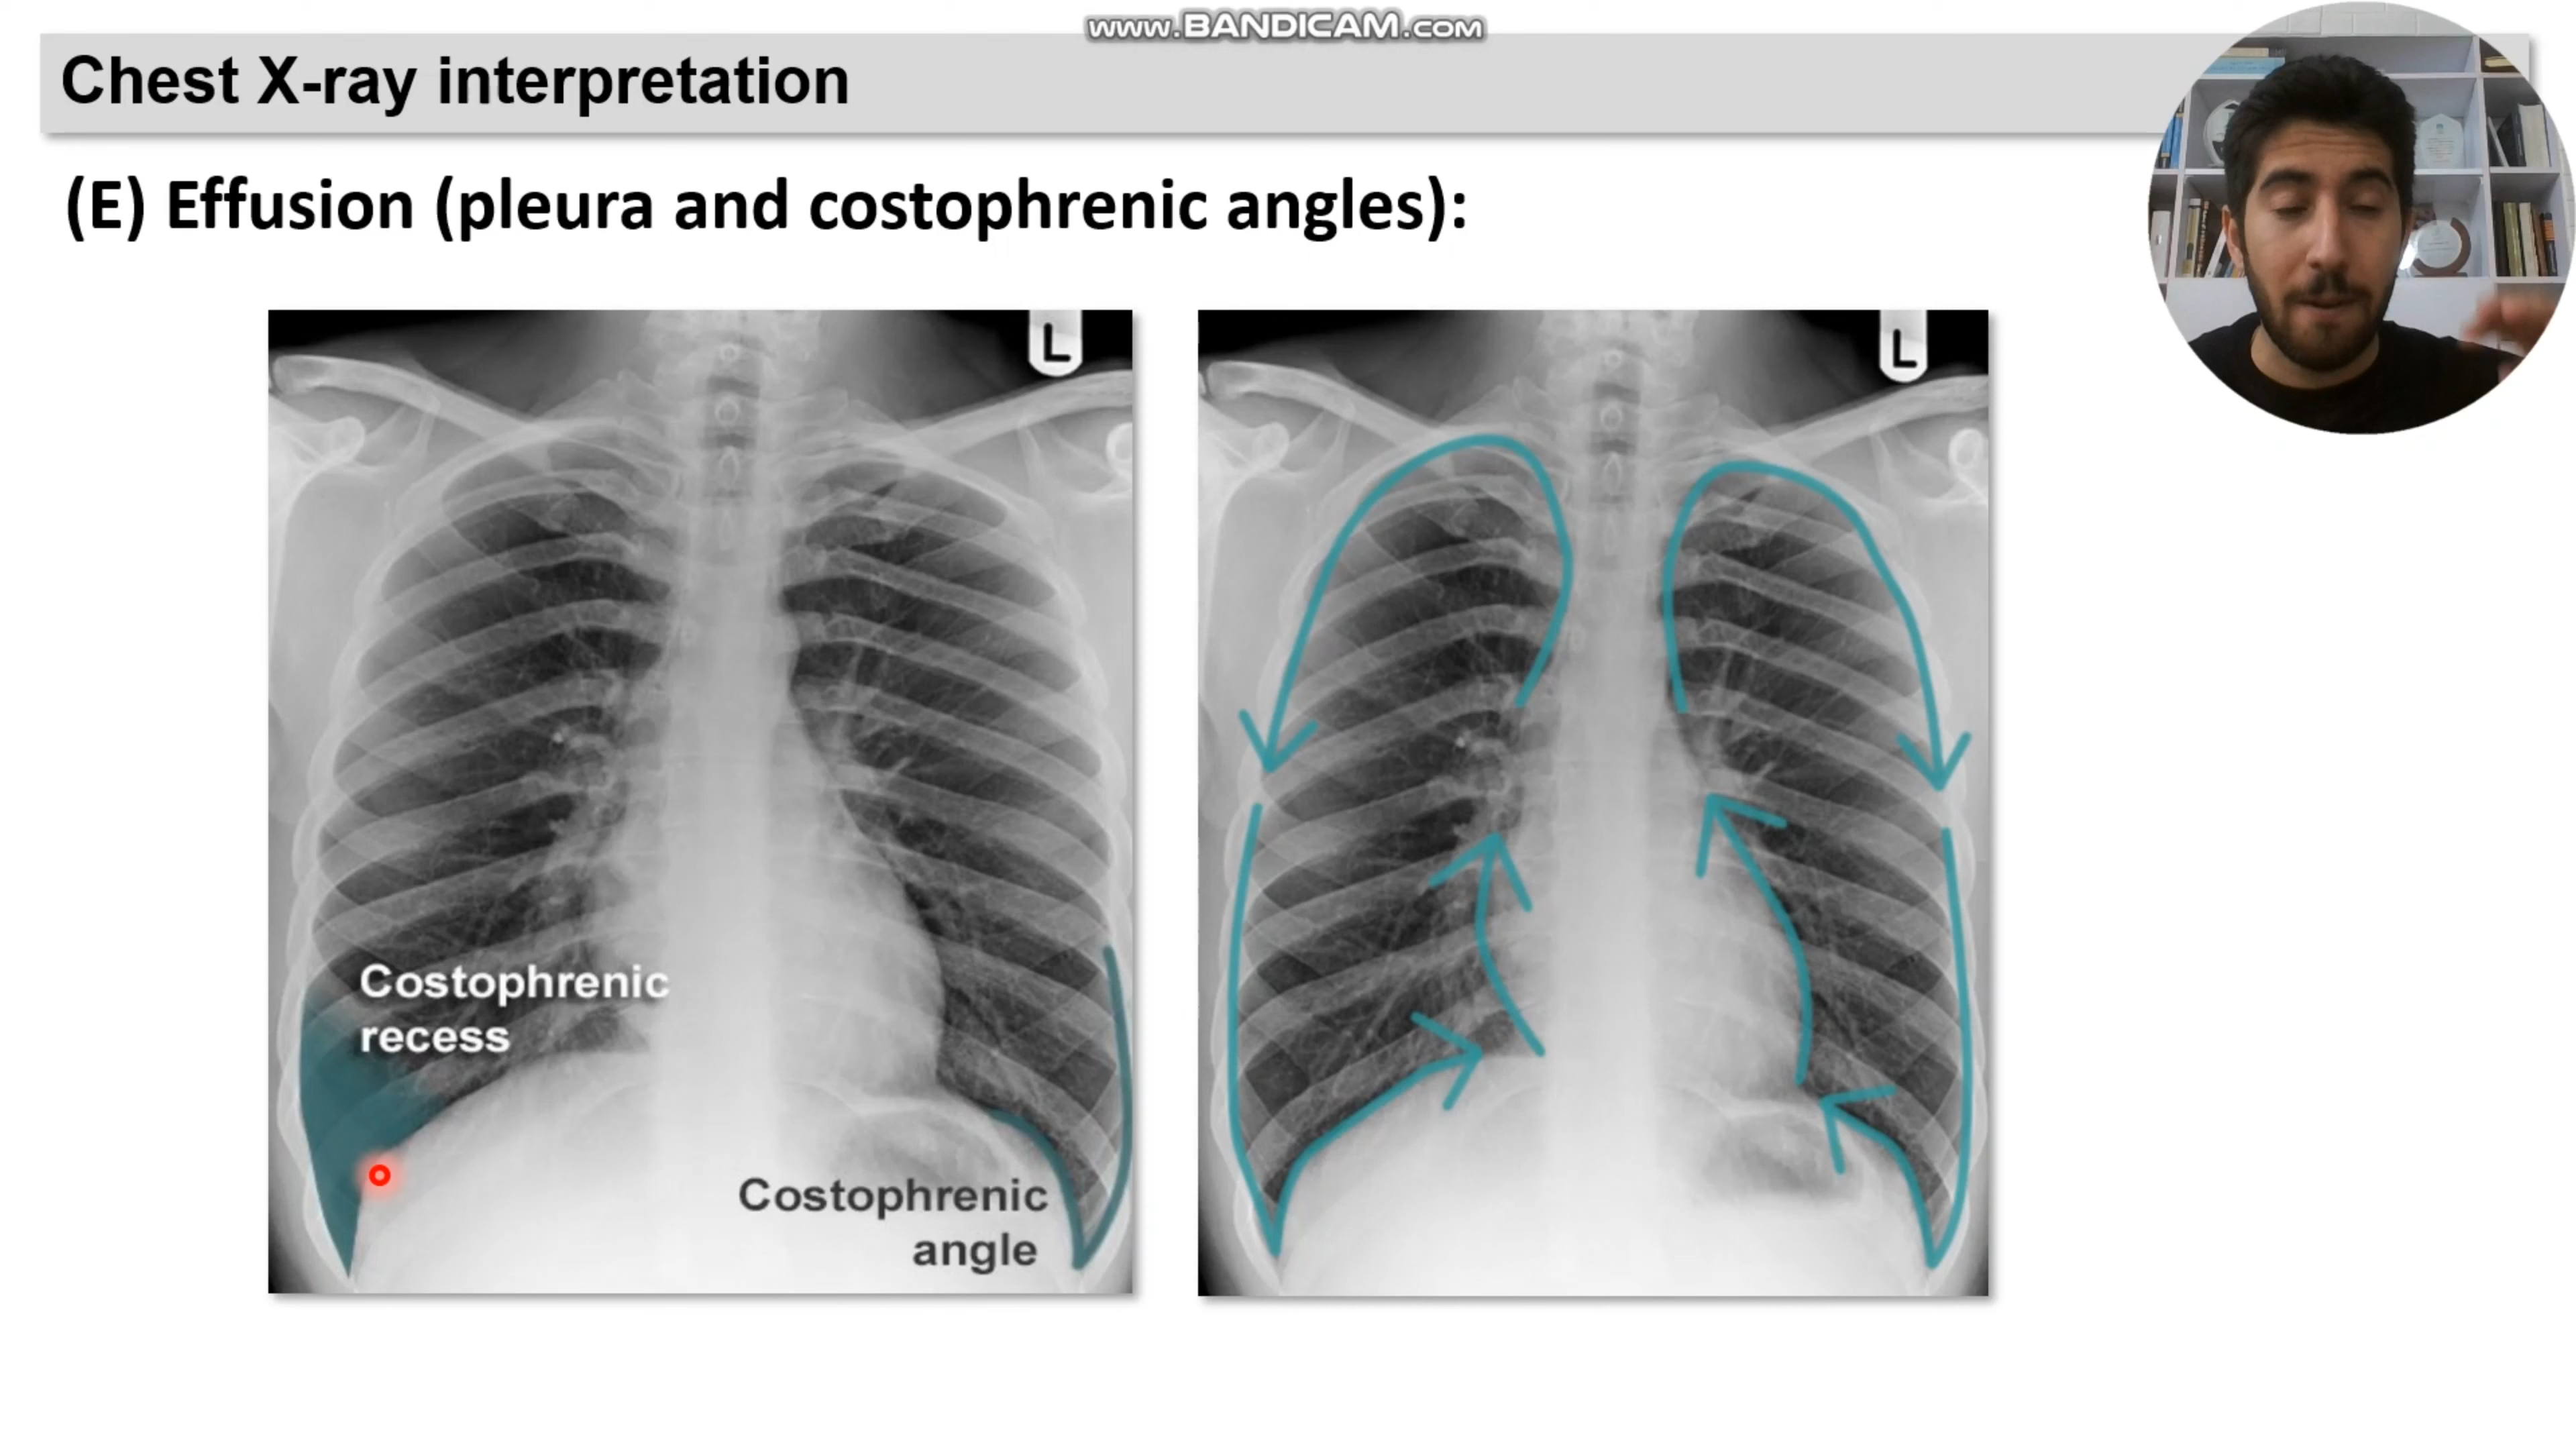 www.BANDICAM.com
Chest X-ray interpretation
(E) Effusion (pleura and costophrenic angles):
L
L
Costophrenic
recess
Costophrenic
angle